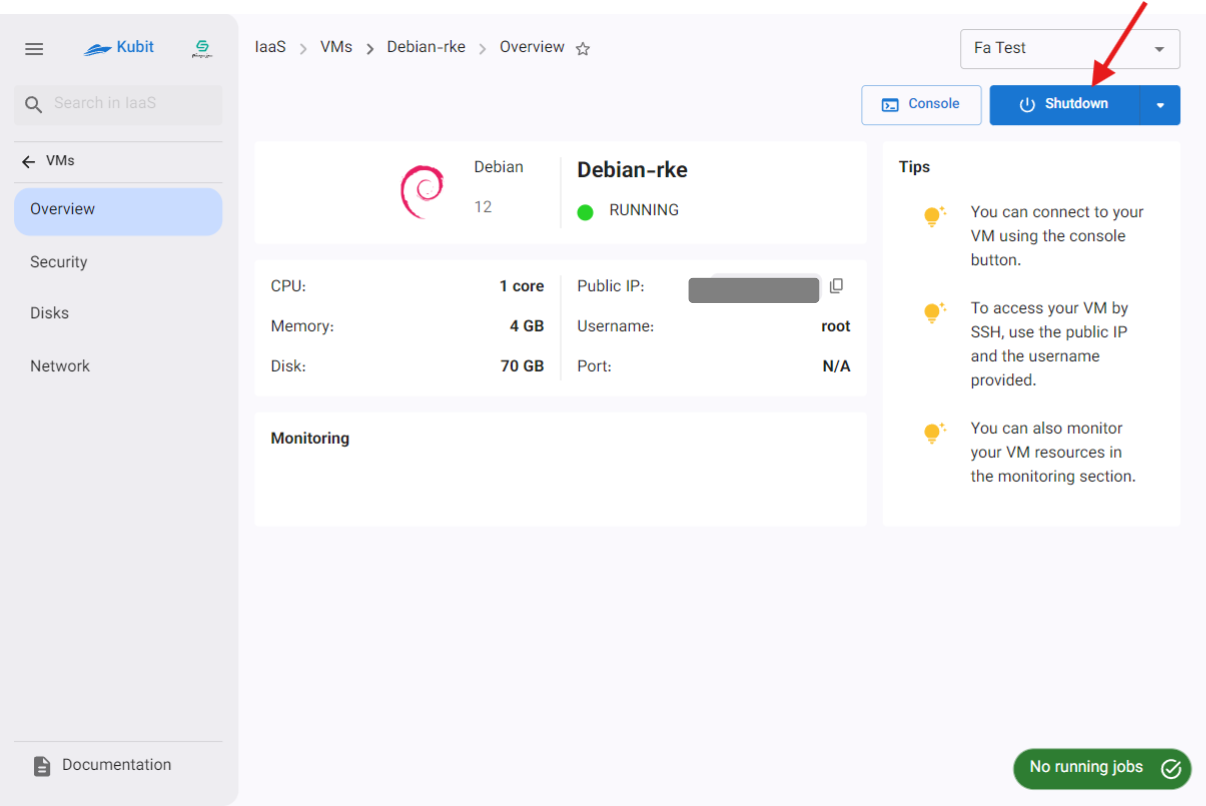 Kubit
IaaS > VMs > Debian-rke > Overview
Fa Test
Search in IaaS
Console
Shutdown
VMs
Overview
Security
Disks
Network
Debian
12
Debian-rke
RUNNING
CPU: 1 core
Memory: 4 GB
Disk: 70 GB
Public IP:
Username: root
Port: N/A
Monitoring
Tips
You can connect to your
VM using the console
button.
To access your VM by
SSH, use the public IP
and the username
provided.
You can also monitor
your VM resources in
the monitoring section.
Documentation
No running jobs